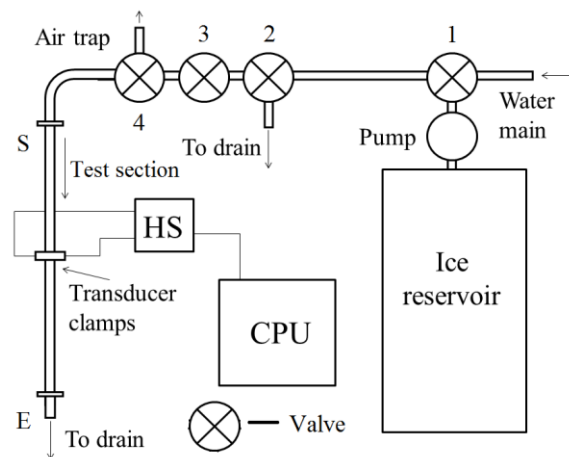 Air trap
3
2
1
4
Water
main
To drain
Pump
S
Test section
HS
Ice
reservoir
Transducer
clamps
CPU
E
To drain
Valve